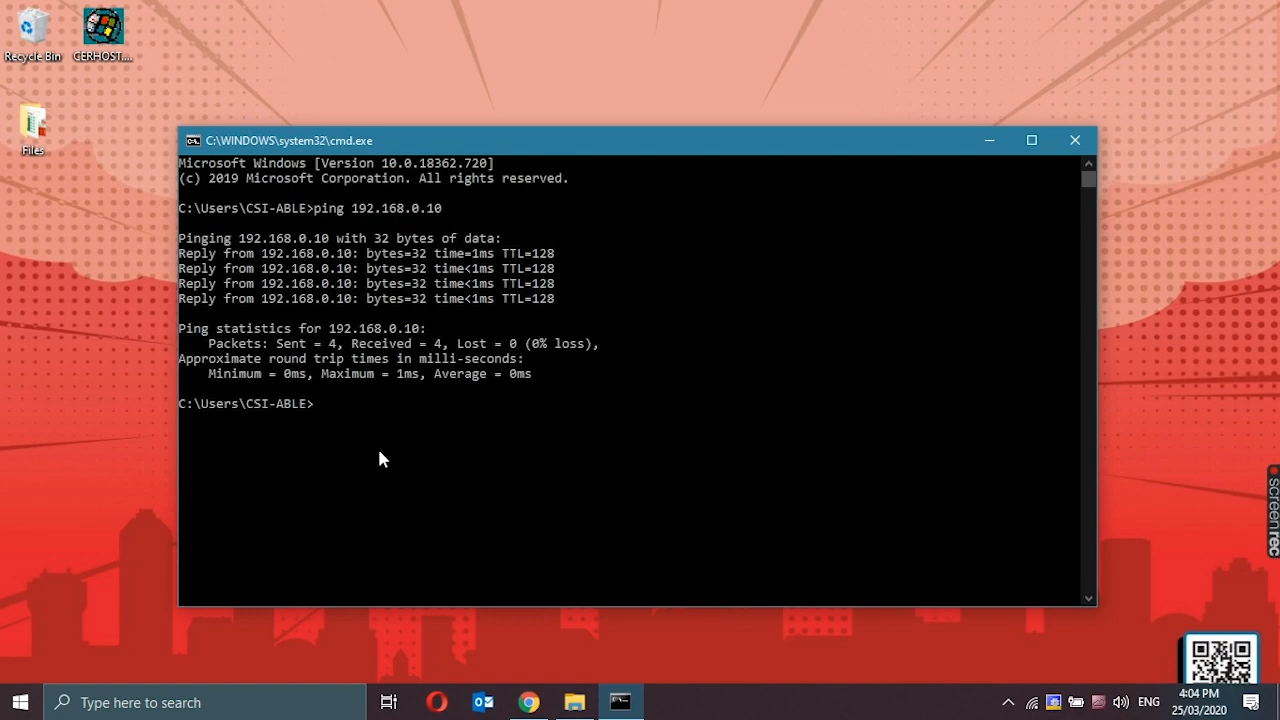 Recycle Bin
CERHOST....
Files
C:\WINDOWS\system32\cmd.exe
Microsoft Windows [Version 10.0.18362.720]
(c) 2019 Microsoft Corporation. All rights reserved.
C:\Users\CSI-ABLE>ping 192.168.0.10
Pinging 192.168.0.10 with 32 bytes of data:
Reply from 192.168.0.10: bytes=32 time=1ms TTL=128
Reply from 192.168.0.10: bytes=32 time<1ms TTL=128
Reply from 192.168.0.10: bytes=32 time<1ms TTL=128
Reply from 192.168.0.10: bytes=32 time<1ms TTL=128
Ping statistics for 192.168.0.10:
Packets: Sent = 4, Received = 4, Lost = 0 (0% loss),
Approximate round trip times in milli-seconds:
Minimum = 0ms, Maximum = 1ms, Average = 0ms
C:\Users\CSI-ABLE>
screenrec
Type here to search
ENG
4:04 PM
25/03/2020